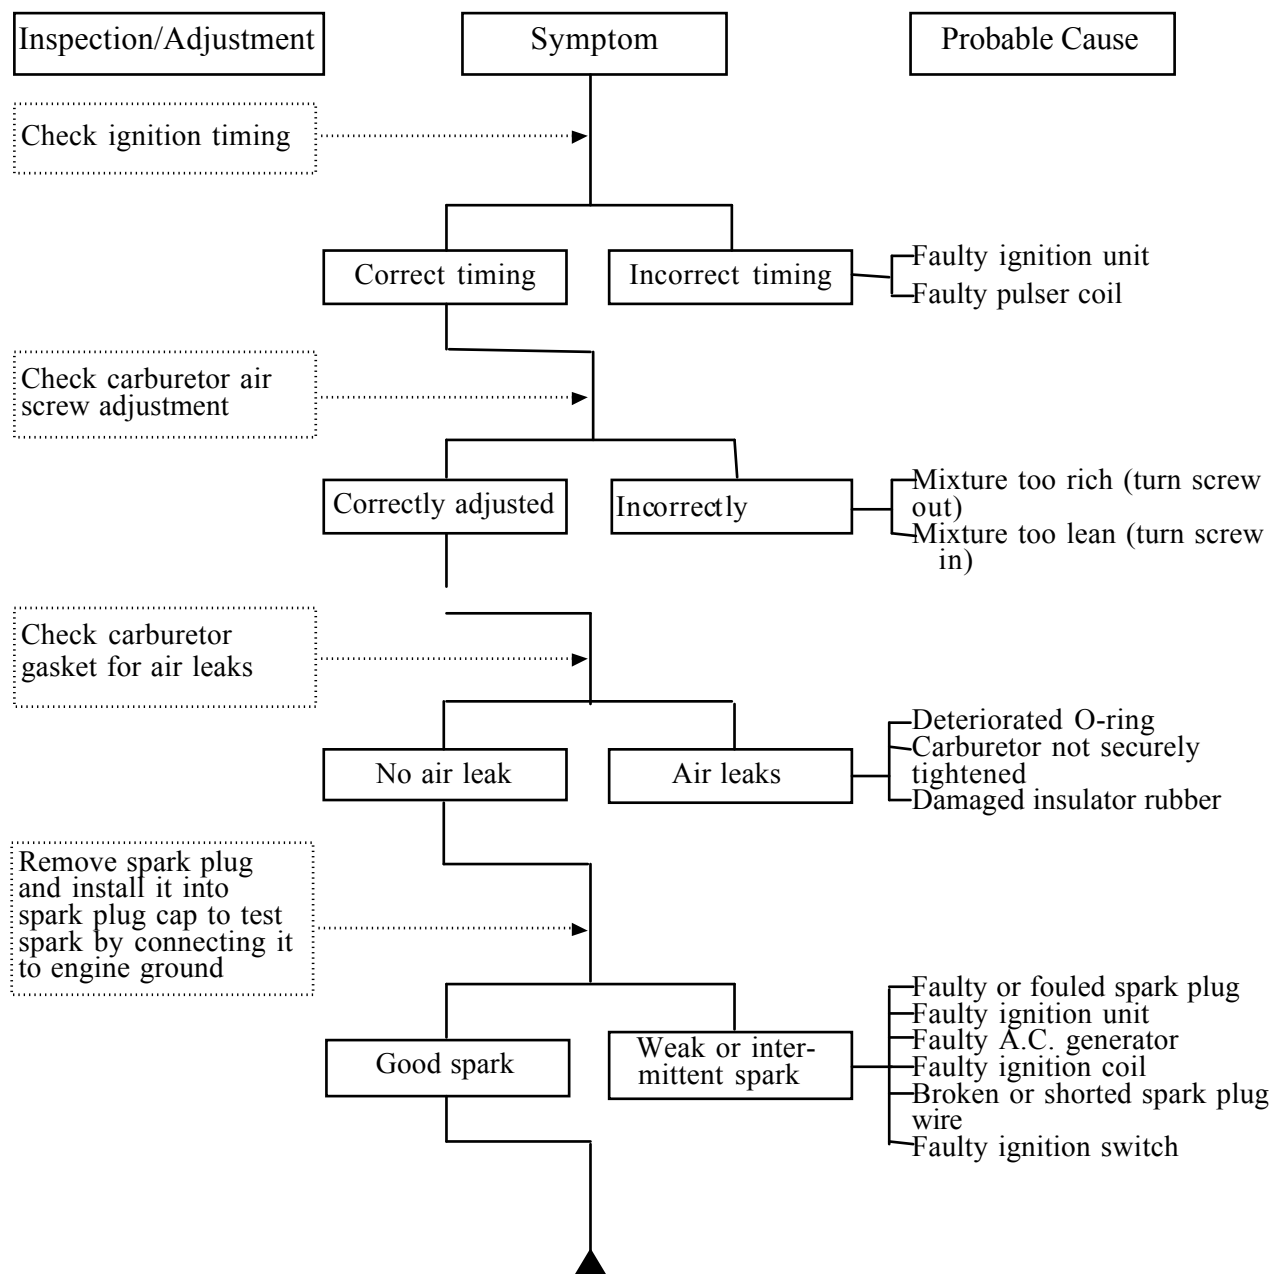 Inspection/Adjustment
Symptom
Probable Cause
Check ignition timing
Correct timing
Incorrect timing
Faulty ignition unit
Faulty pulser coil
Check carburetor air
screw adjustment
Correctly adjusted
Incorrectly
Mixture too rich (turn screw
out)
Mixture too lean (turn screw
in)
Check carburetor
gasket for air leaks
No air leak
Air leaks
Deteriorated O-ring
Carburetor not securely
tightened
Damaged insulator rubber
Remove spark plug
and install it into
spark plug cap to test
spark by connecting it
to engine ground
Good spark
Weak or inter-
mittent spark
Faulty or fouled spark plug
Faulty ignition unit
Faulty A.C. generator
Faulty ignition coil
Broken or shorted spark plug
wire
Faulty ignition switch